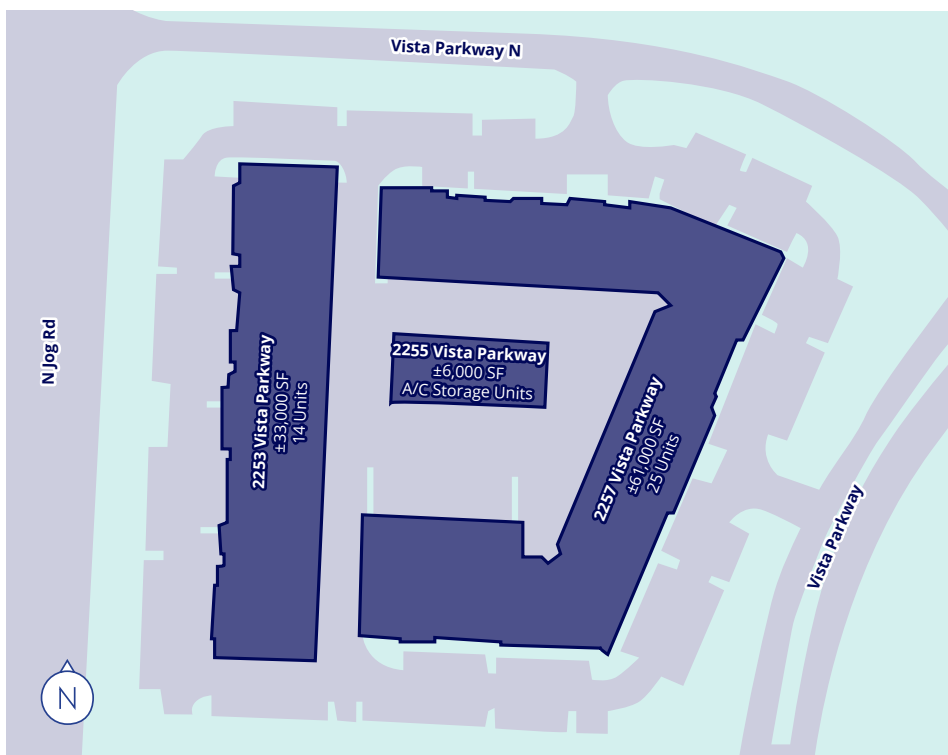 Vista Parkway N
N Jog Rd
2253 Vista Parkway
±33,000 SF
14 Units
2255 Vista Parkway
±6,000 SF
A/C Storage Units
2257 Vista Parkway
±61,000 SF
25 Units
Vista Parkway
N